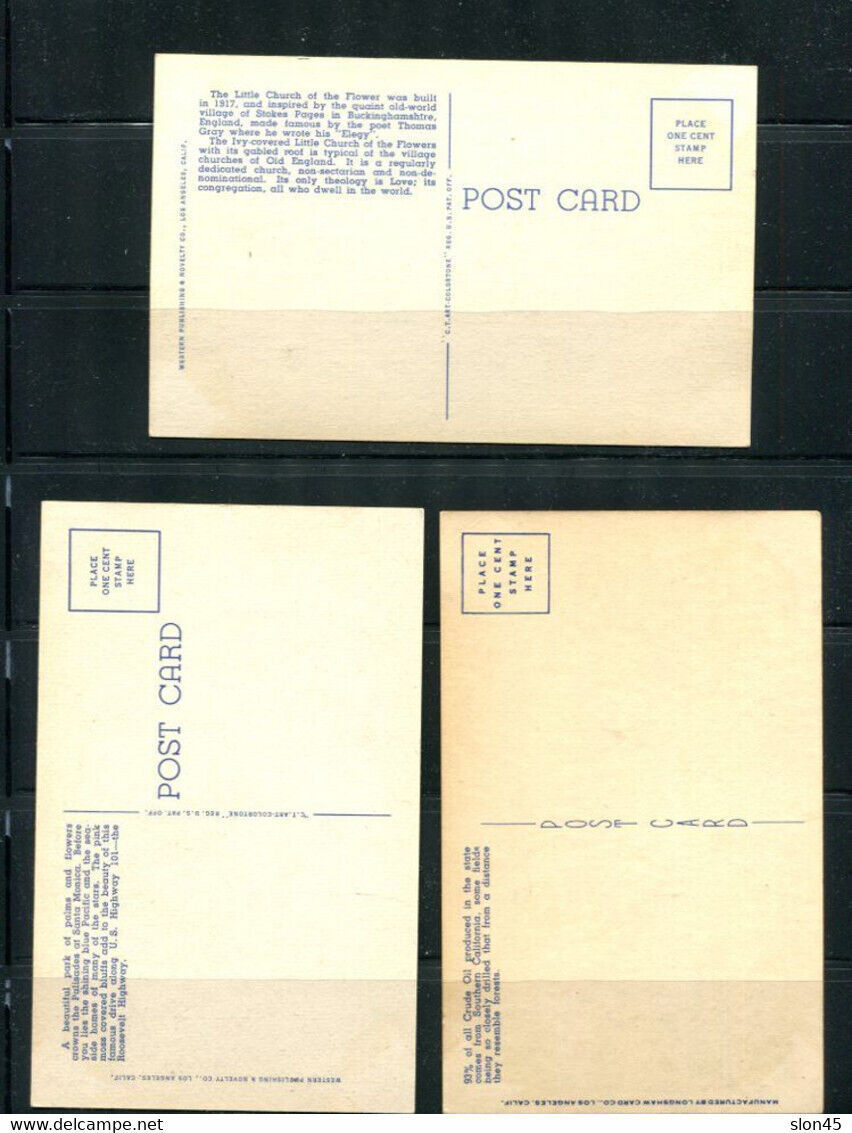 The Little Church of the Flower was built
in 1917, and inspired by the quaint old-world
village of Stokes Pages in Buckinghamshtre,
England, made famous by the poet Thomas
Gray where he wrote his "Elegy".
The Ivy-covered Little Church of the Flowers
with its gabled roof is typical of the village
churches of Old England. It is a regularly
dedicated church, non-sectarian and non-de-
nominational. Its only theology is Love; its
congregation, all who dwell in the world.
WESTERN PUBLISHING & NOVELTY CO., LOS ANGELES, CALIF.
"C.T.ART-COLORTONE" REG. U.S. PAT. OFF.
POST CARD
PLACE
ONE CENT
STAMP
HERE
PLACE
ONE CENT
STAMP
HERE
POST CARD
"C.T.ART-COLORTONE" REG. U.S. PAT. OFF.
A beautiful park of palms and flowers
crowns the Palisades at Santa Monica. Before
you lies the shining blue Pacific and the sea-
side homes of many of the stars. The pink
moss covered bluffs add to the beauty of this
famous drive along U.S. Highway 101—the
Roosevelt Highway.
WESTERN PUBLISHING & NOVELTY CO., LOS ANGELES, CALIF.
PLACE
ONE CENT
STAMP
HERE
POST CARD
93% of all Crude Oil produced in the state
comes from Southern California, some fields
being so closely drilled that from a distance
they resemble forests.
MANUFACTURED BY LONGSHAW CARD CO., LOS ANGELES, CALIF.
www.delcampe.net
slon45